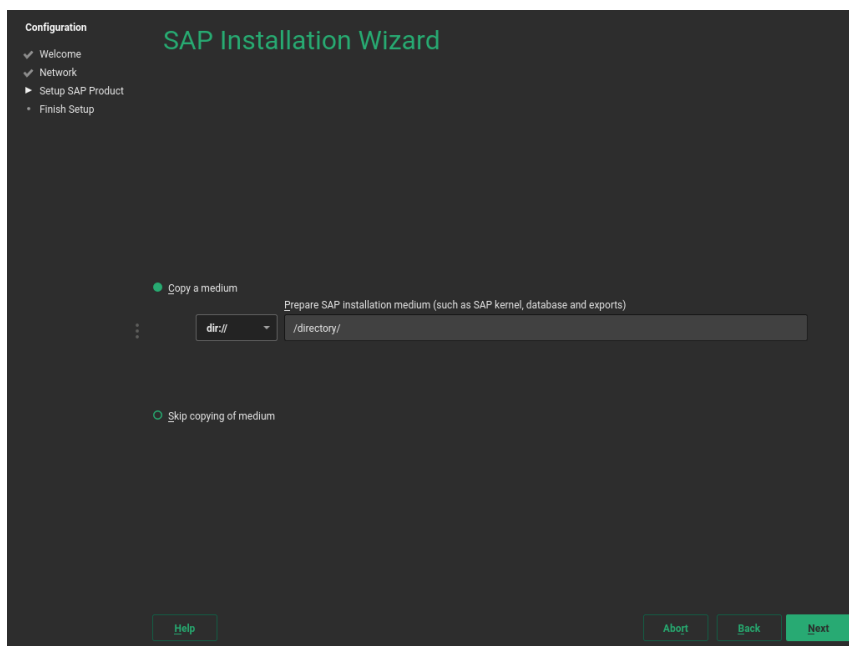 Configuration
Welcome
Network
Setup SAP Product
Finish Setup
SAP Installation Wizard
Copy a medium
Prepare SAP installation medium (such as SAP kernel, database and exports)
dir:// /directory/
Skip copying of medium
Help Abort Back Next